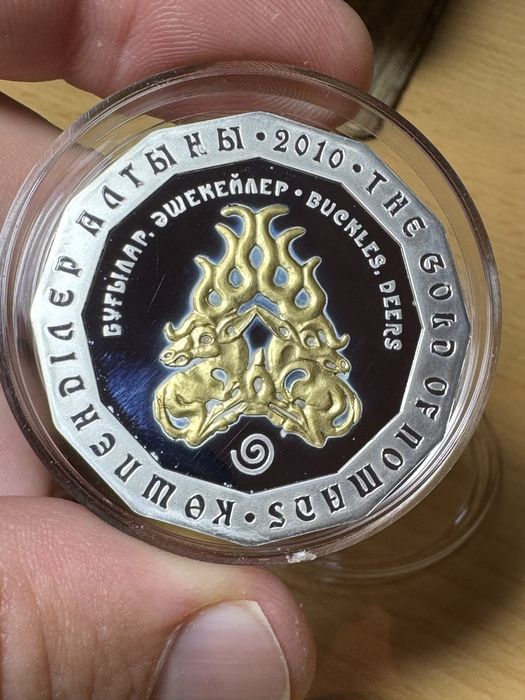 КӨШПЕНДІЛЕР АЛТЫНЫ • 2010 • THE GOLD OF NOMADS •
БҰҒЫЛАР, ӘШЕКЕЙЛЕР • BUCKLES, DEERS